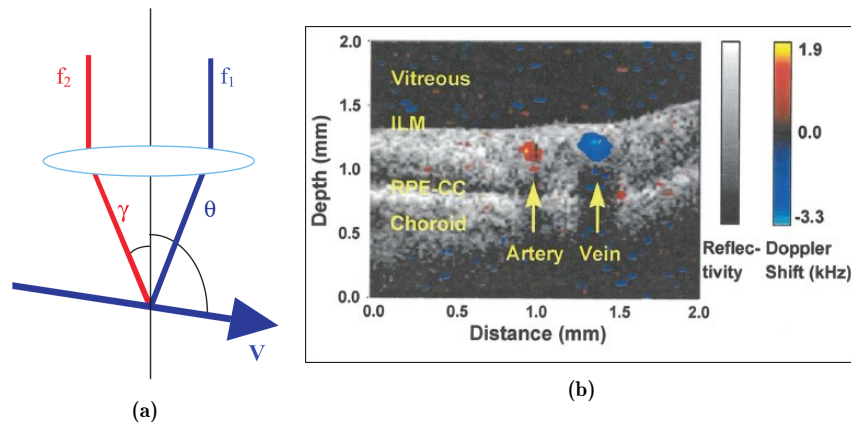 f₂
f₁
γ
θ
V
(a)
2.0
1.5
1.0
0.5
0.0
Depth (mm)
Vitreous
ILM
RPE-CC
Choroid
Artery Vein
0.0 0.5 1.0 1.5 2.0
Distance (mm)
Reflec-
tivity
1.9
0.0
-3.3
Doppler
Shift (kHz)
(b)